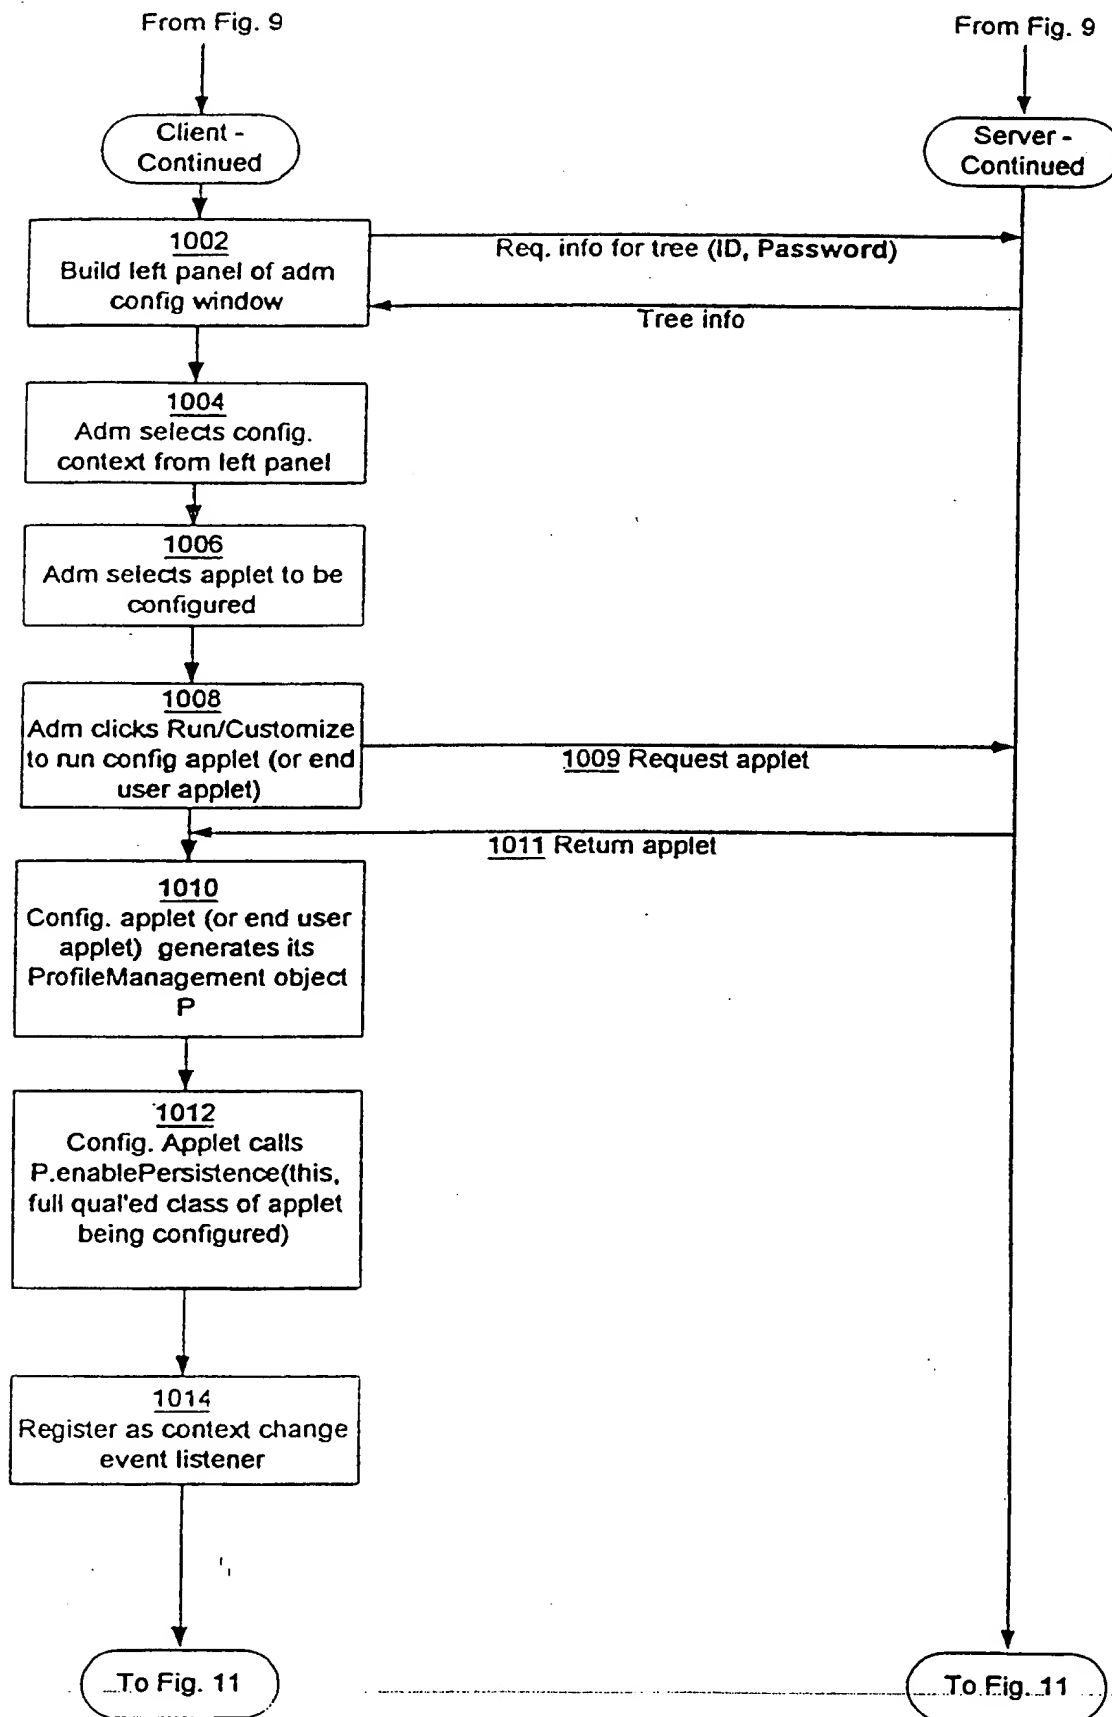 From Fig. 9
From Fig. 9
Client -
Continued
Server -
Continued
1002
Build left panel of adm
config window
Req. info for tree (ID, Password)
Tree info
1004
Adm selects config.
context from left panel
1006
Adm selects applet to be
configured
1008
Adm clicks Run/Customize
to run config applet (or end
user applet)
1009 Request applet
1011 Return applet
1010
Config. applet (or end user
applet) generates its
ProfileManagement object
P
1012
Config. Applet calls
P.enablePersistence(this,
full qual'ed class of applet
being configured)
1014
Register as context change
event listener
To Fig. 11
To Fig. 11